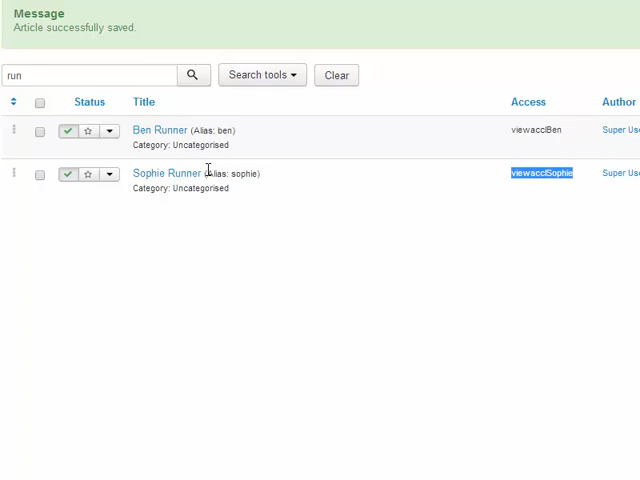 Message
Article successfully saved.
run
Search tools
Clear
Status Title Access Author
Ben Runner (Alias: ben) viewacclBen Super Use
Category: Uncategorised
Sophie Runner (Alias: sophie) viewacclSophie Super Use
Category: Uncategorised